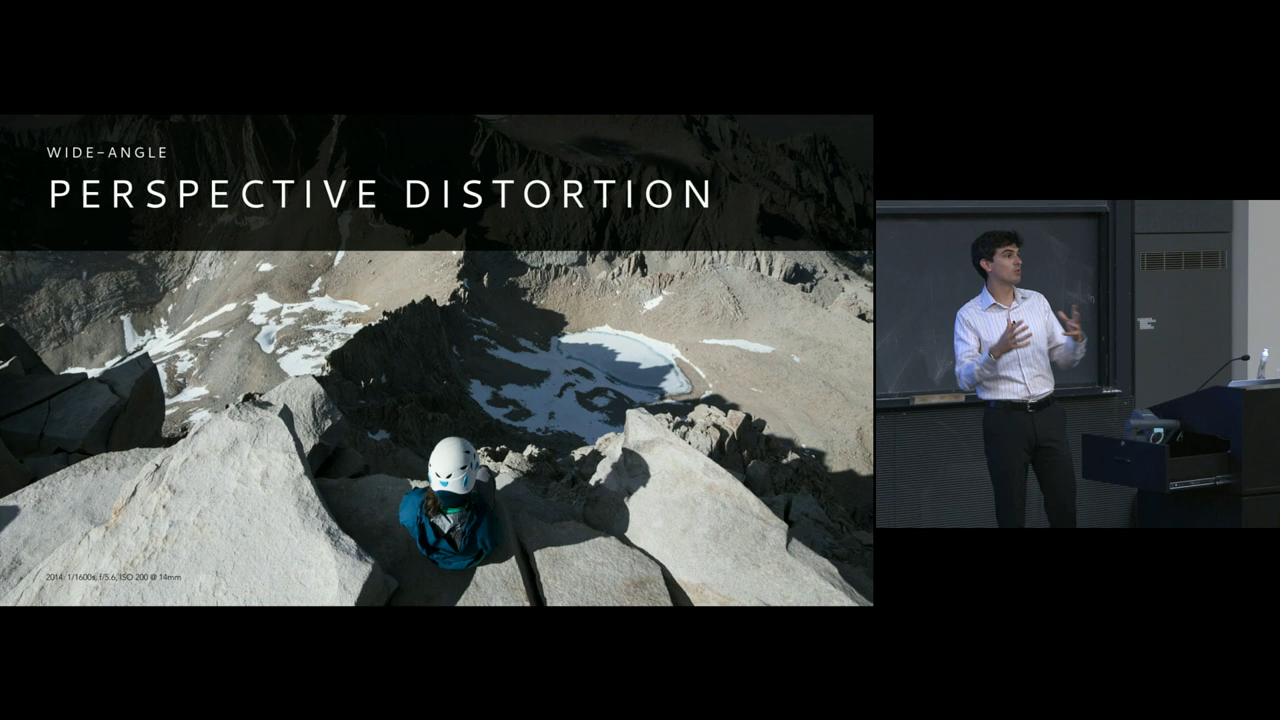 WIDE-ANGLE
PERSPECTIVE DISTORTION
2014: 1/1600s, f/5.6, ISO 200 @ 14mm